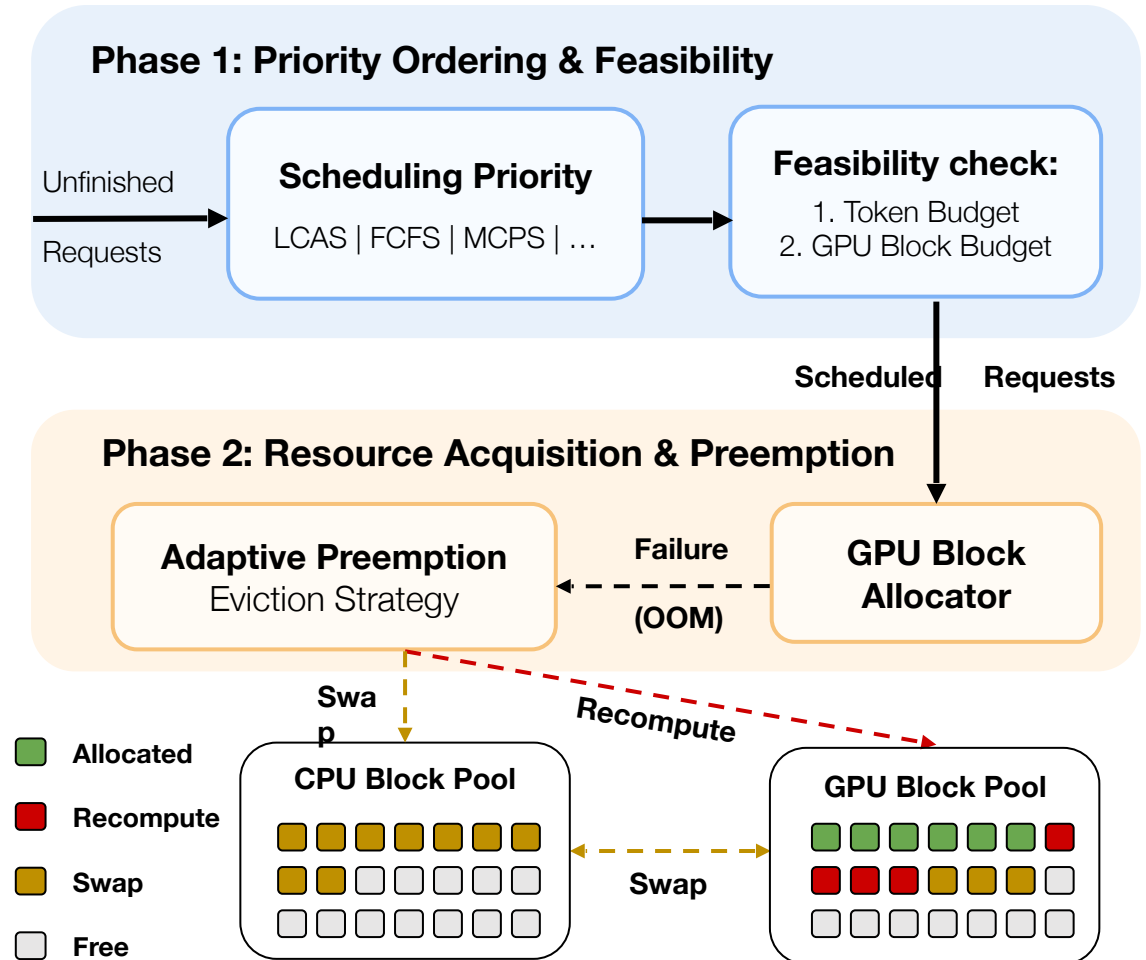 Phase 1: Priority Ordering & Feasibility
Unfinished
Requests
Scheduling Priority
LCAS | FCFS | MCPS | …
Feasibility check:
1. Token Budget
2. GPU Block Budget
Scheduled Requests
Phase 2: Resource Acquisition & Preemption
Adaptive Preemption
Eviction Strategy
Failure
(OOM)
GPU Block
Allocator
Swa
p
Recompute
Allocated
Recompute
Swap
Free
CPU Block Pool
Swap
GPU Block Pool